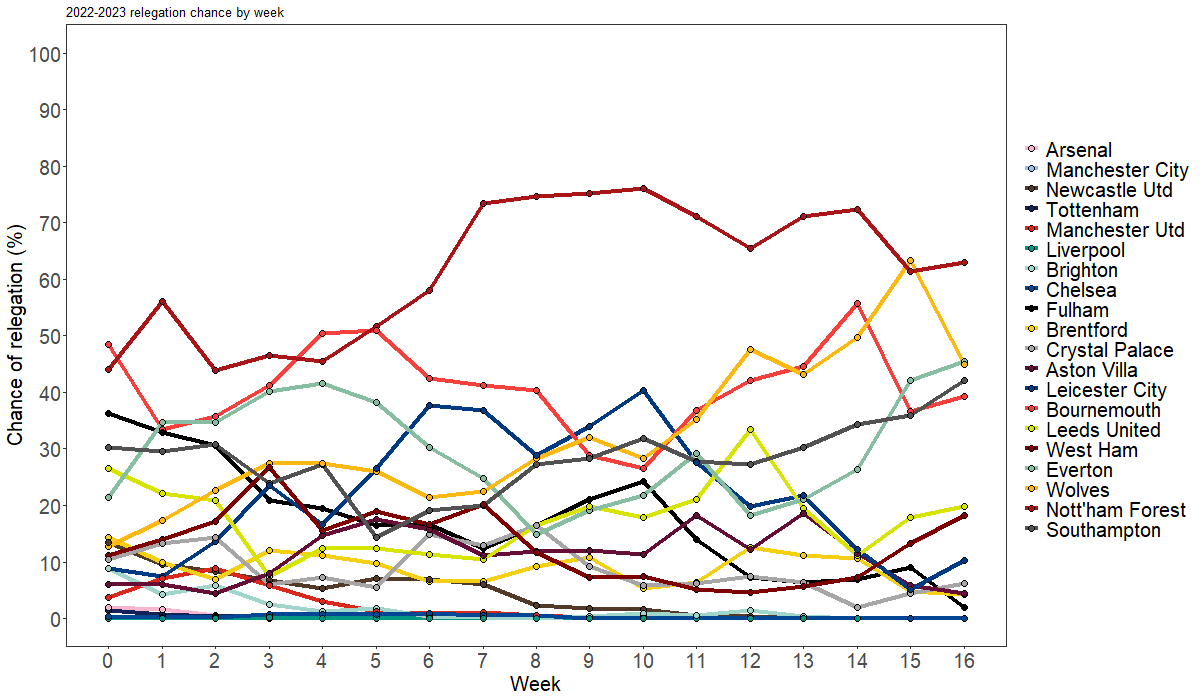 2022-2023 relegation chance by week
Chance of relegation (%)
100
90
80
70
60
50
40
30
20
10
0
0 1 2 3 4 5 6 7 8 9 10 11 12 13 14 15 16
Week
Arsenal
Manchester City
Newcastle Utd
Tottenham
Manchester Utd
Liverpool
Brighton
Chelsea
Fulham
Brentford
Crystal Palace
Aston Villa
Leicester City
Bournemouth
Leeds United
West Ham
Everton
Wolves
Nott'ham Forest
Southampton